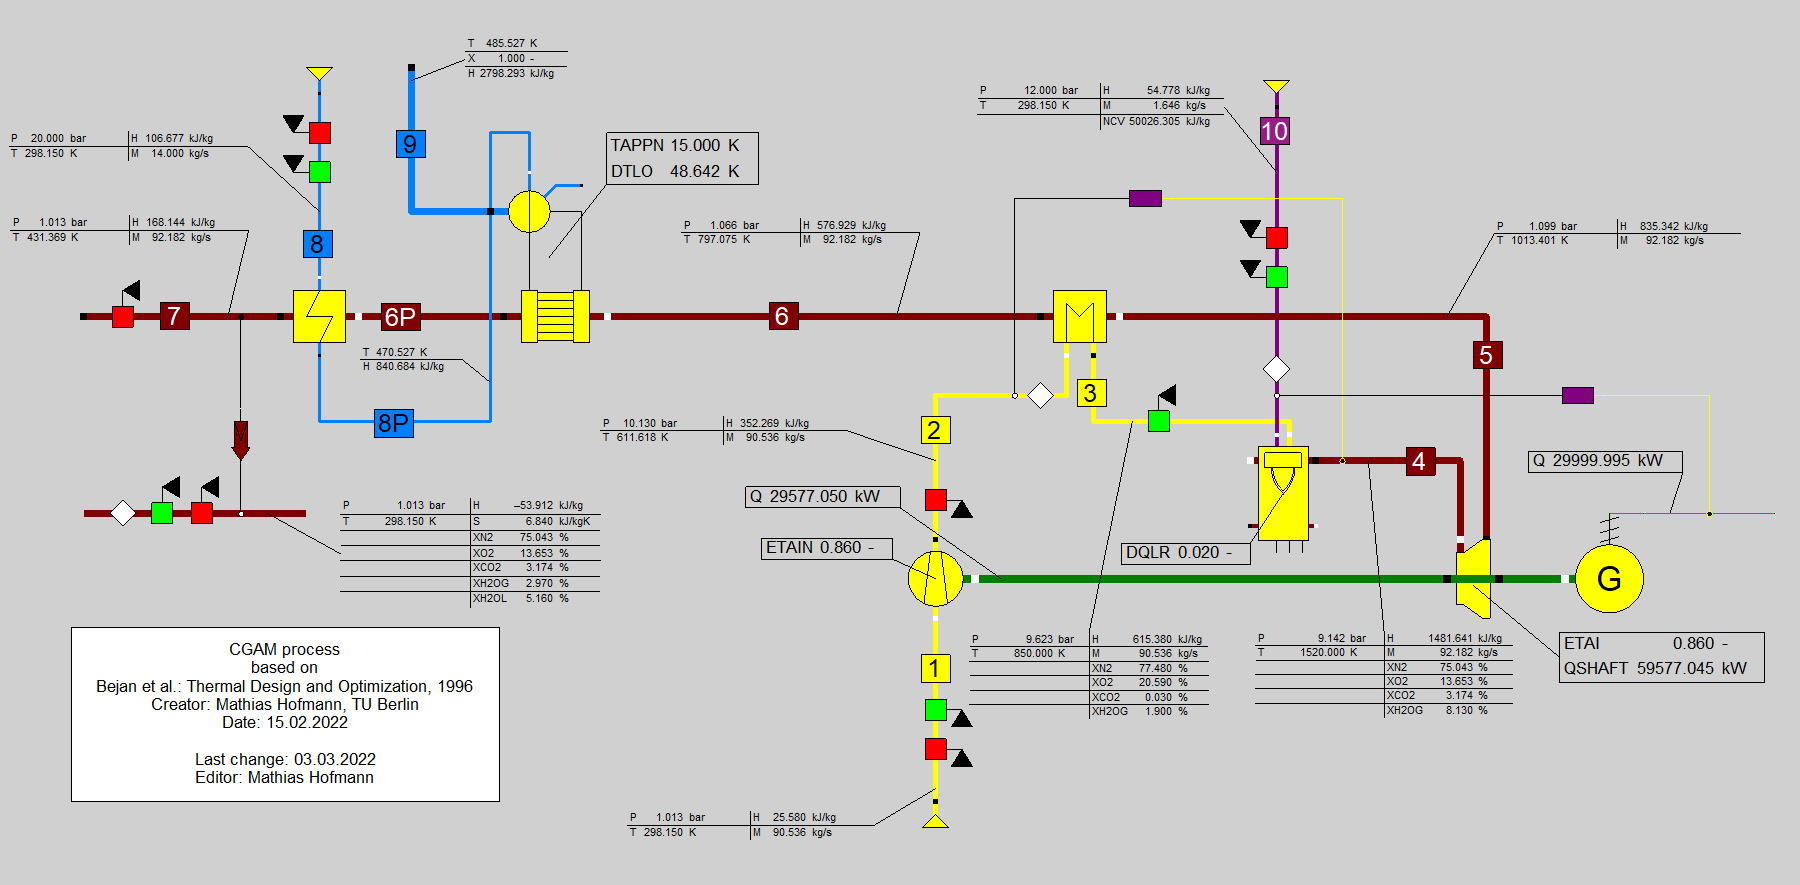 T 485.527 K
X 1.000 -
H 2798.293 kJ/kg
P 20.000 bar H 106.677 kJ/kg
T 298.150 K M 14.000 kg/s
9
8
TAPPN 15.000 K
DTLO 48.642 K
P 12.000 bar H 54.778 kJ/kg
T 298.150 K M 1.646 kg/s
NCV 50026.305 kJ/kg
10
P 1.013 bar H 168.144 kJ/kg
T 431.369 K M 92.182 kg/s
P 1.066 bar H 576.929 kJ/kg
T 797.075 K M 92.182 kg/s
P 1.099 bar H 835.342 kJ/kg
T 1013.401 K M 92.182 kg/s
7
6P
6
5
T 470.527 K
H 840.684 kJ/kg
8P
3
2
P 10.130 bar H 352.269 kJ/kg
T 611.618 K M 90.536 kg/s
4
Q 29999.995 kW
Q 29577.050 kW
ETAIN 0.860 -
DQLR 0.020 -
G
P 1.013 bar H –53.912 kJ/kg
T 298.150 K S 6.840 kJ/kgK
XN2 75.043 %
XO2 13.653 %
XCO2 3.174 %
XH2OG 2.970 %
XH2OL 5.160 %
1
P 9.623 bar H 615.380 kJ/kg
T 850.000 K M 90.536 kg/s
XN2 77.480 %
XO2 20.590 %
XCO2 0.030 %
XH2OG 1.900 %
P 9.142 bar H 1481.641 kJ/kg
T 1520.000 K M 92.182 kg/s
XN2 75.043 %
XO2 13.653 %
XCO2 3.174 %
XH2OG 8.130 %
ETAI 0.860 -
QSHAFT 59577.045 kW
CGAM process
based on
Bejan et al.: Thermal Design and Optimization, 1996
Creator: Mathias Hofmann, TU Berlin
Date: 15.02.2022
Last change: 03.03.2022
Editor: Mathias Hofmann
P 1.013 bar H 25.580 kJ/kg
T 298.150 K M 90.536 kg/s